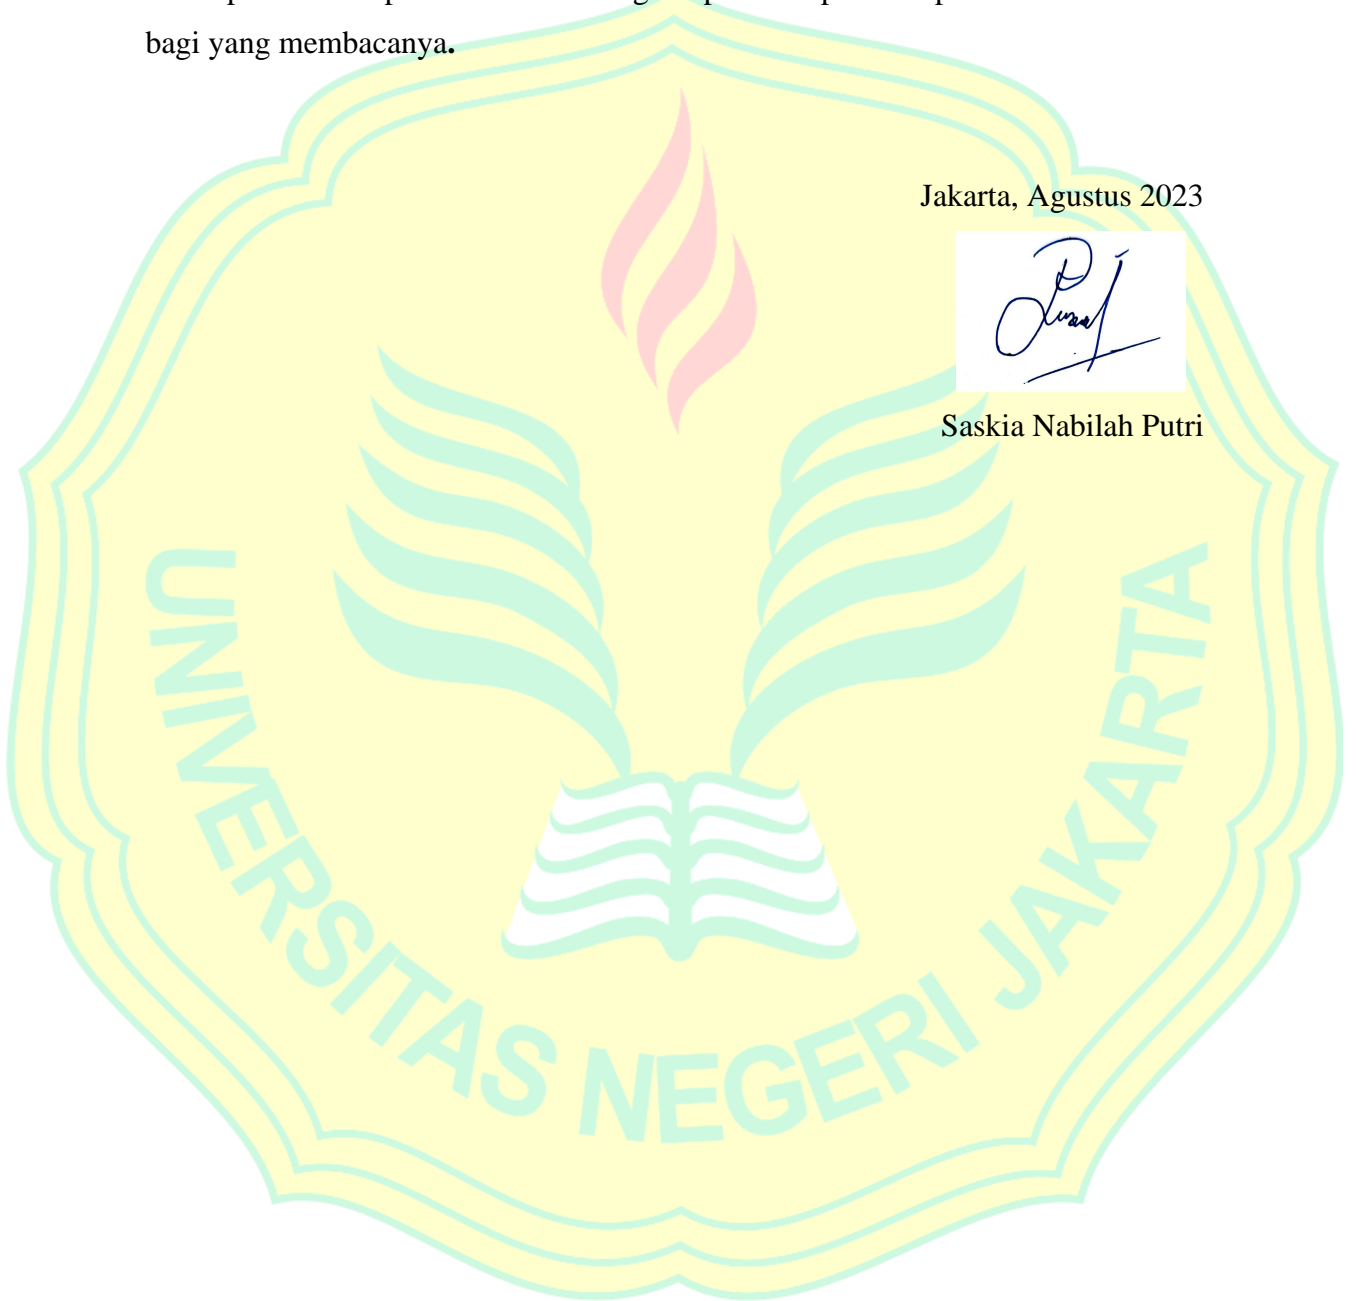 bagi yang membacanya.
Jakarta, Agustus 2023
Saskia Nabilah Putri
UNIVERSITAS NEGERI JAKARTA